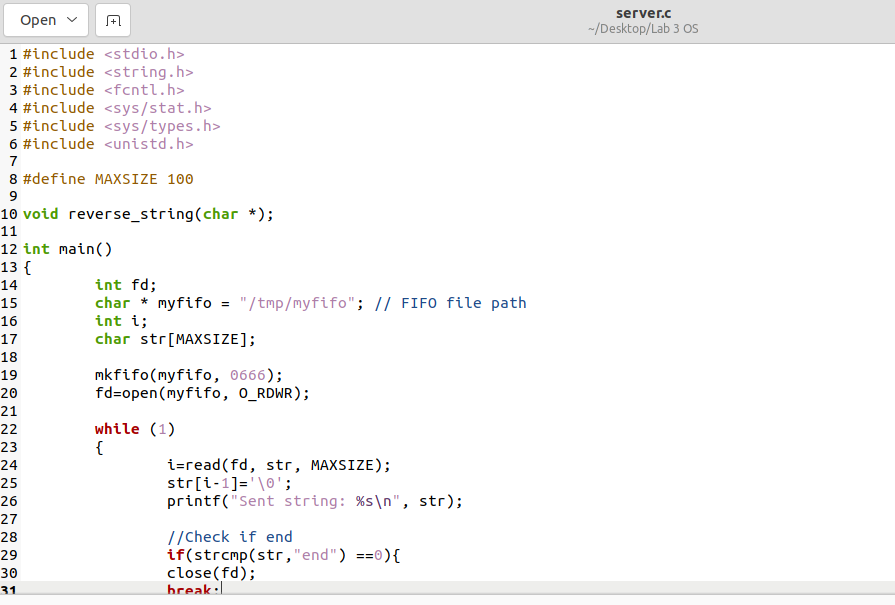 Open
server.c
~/Desktop/Lab 3 OS
1 #include <stdio.h>
2 #include <string.h>
3 #include <fcntl.h>
4 #include <sys/stat.h>
5 #include <sys/types.h>
6 #include <unistd.h>
7
8 #define MAXSIZE 100
9
10 void reverse_string(char *);
11
12 int main()
13 {
14         int fd;
15         char * myfifo = "/tmp/myfifo"; // FIFO file path
16         int i;
17         char str[MAXSIZE];
18
19         mkfifo(myfifo, 0666);
20         fd=open(myfifo, O_RDWR);
21
22         while (1)
23         {
24                 i=read(fd, str, MAXSIZE);
25                 str[i-1]='\0';
26                 printf("Sent string: %s\n", str);
27
28                 //Check if end
29                 if(strcmp(str,"end") ==0){
30                 close(fd);
31                 break;